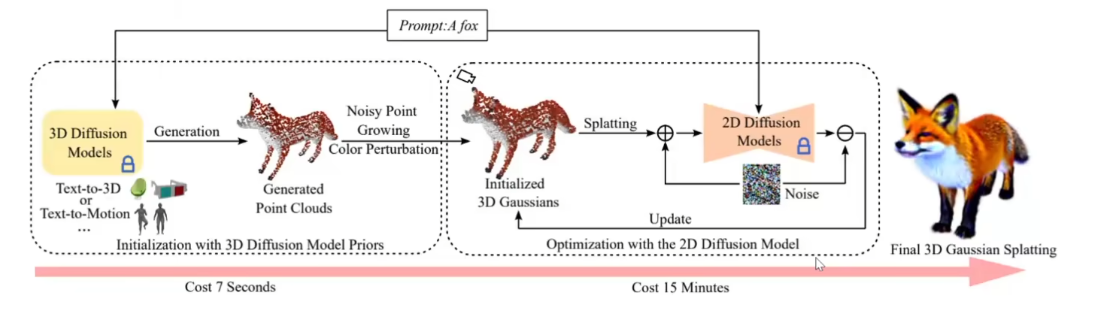 Prompt:A fox
3D Diffusion
Models
Generation
Text-to-3D
or
Text-to-Motion
...
Generated
Point Clouds
Noisy Point
Growing
Color Perturbation
Initialization with 3D Diffusion Model Priors
Initialized
3D Gaussians
Splatting
2D Diffusion
Models
Noise
Update
Optimization with the 2D Diffusion Model
Final 3D Gaussian Splatting
Cost 7 Seconds
Cost 15 Minutes